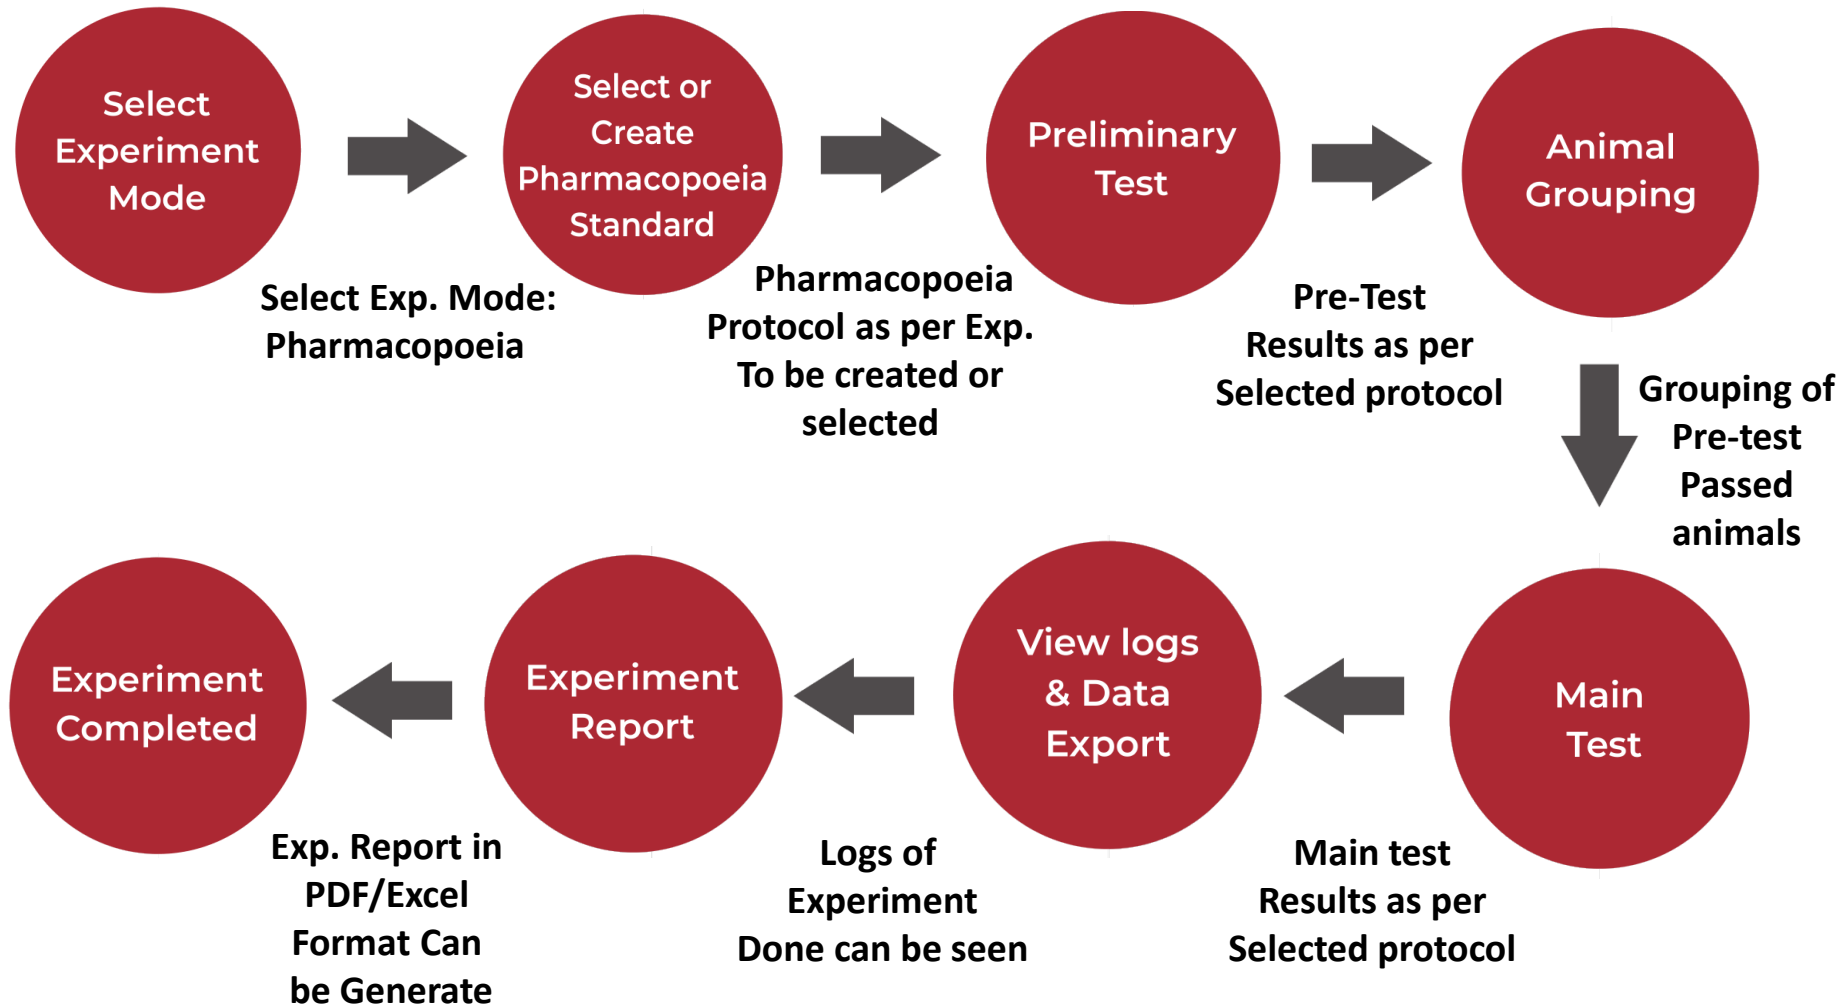 Select
Experiment
Mode
Select or
Create
Pharmacopoeia
Standard
Preliminary
Test
Animal
Grouping
Select Exp. Mode:
Pharmacopoeia
Pharmacopoeia
Protocol as per Exp.
To be created or
selected
Pre-Test
Results as per
Selected protocol
Grouping of
Pre-test
Passed
animals
Main
Test
View logs
& Data
Export
Experiment
Report
Experiment
Completed
Main test
Results as per
Selected protocol
Logs of
Experiment
Done can be seen
Exp. Report in
PDF/Excel
Format Can
be Generate